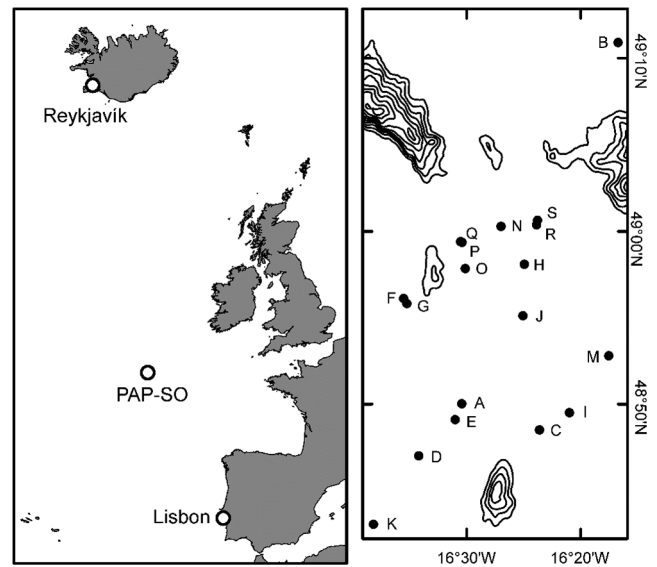 Reykjavík
PAP-SO
Lisbon
B
49°10'N
S
N
R
Q
P
49°00'N
O
H
F
G
J
M
A
48°50'N
I
E
C
D
K
16°30'W
16°20'W